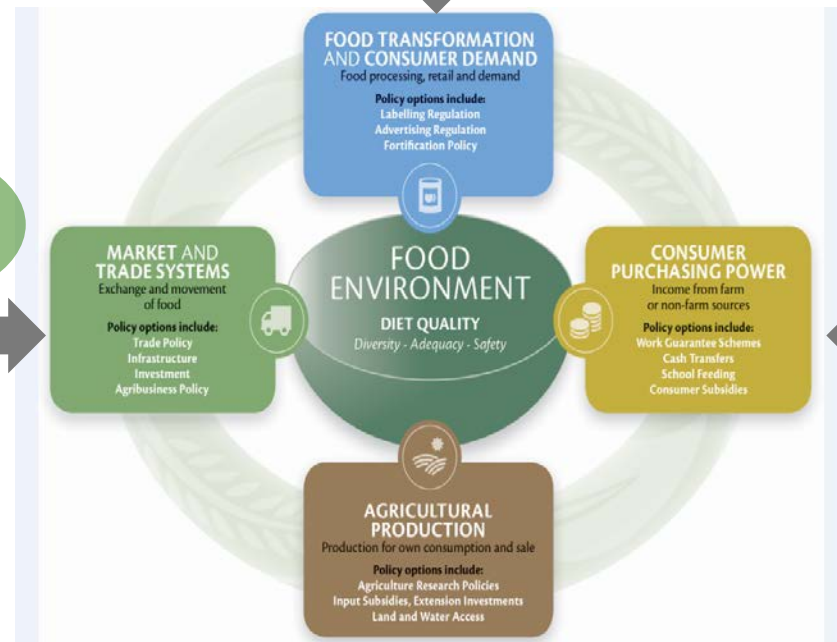 FOOD TRANSFORMATION
AND CONSUMER DEMAND
Food processing, retail and demand
Policy options include:
Labelling Regulation
Advertising Regulation
Fortification Policy
MARKET AND
TRADE SYSTEMS
Exchange and movement
of food
Policy options include:
Trade Policy
Infrastructure
Investment
Agribusiness Policy
FOOD
ENVIRONMENT
DIET QUALITY
Diversity - Adequacy - Safety
CONSUMER
PURCHASING POWER
Income from farm
or non-farm sources
Policy options include:
Work Guarantee Schemes
Cash Transfers
School Feeding
Consumer Subsidies
AGRICULTURAL
PRODUCTION
Production for own consumption and sale
Policy options include:
Agriculture Research Policies
Input Subsidies, Extension Investments
Land and Water Access